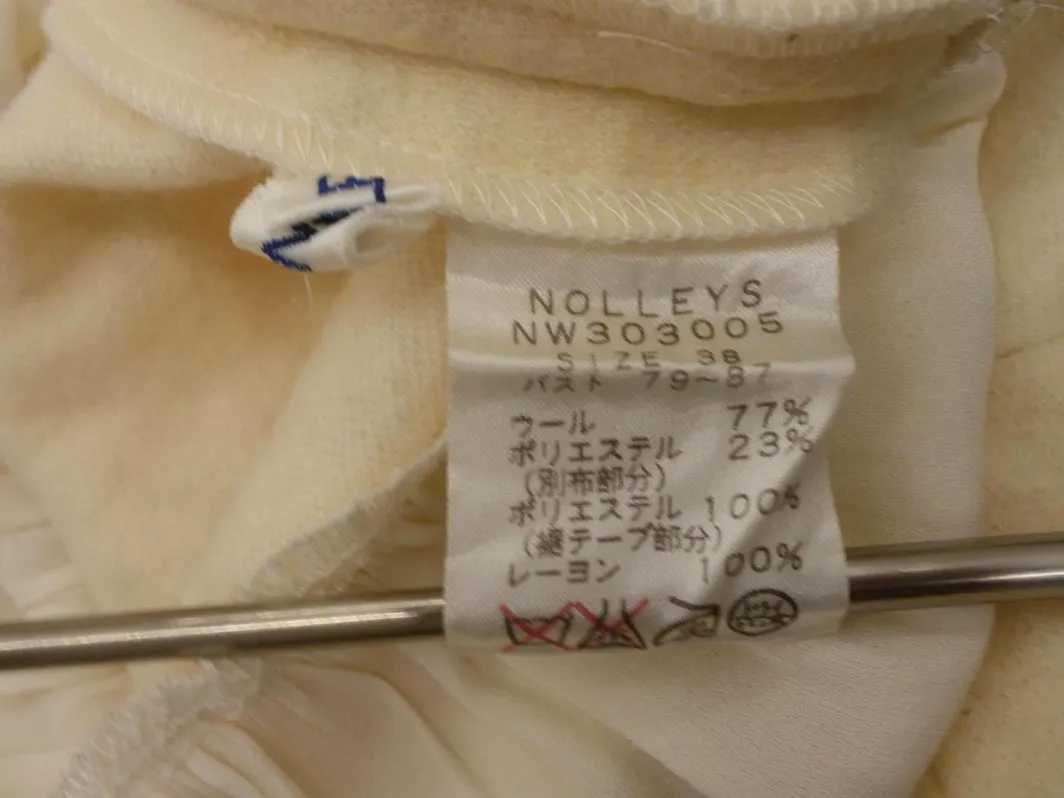 NOLLEYS
NW303005
SIZE 38
バスト 79~87
ウール 77%
ポリエステル 23%
(別布部分)
ポリエステル 100%
(繩テープ部分)
レーヨン 100%